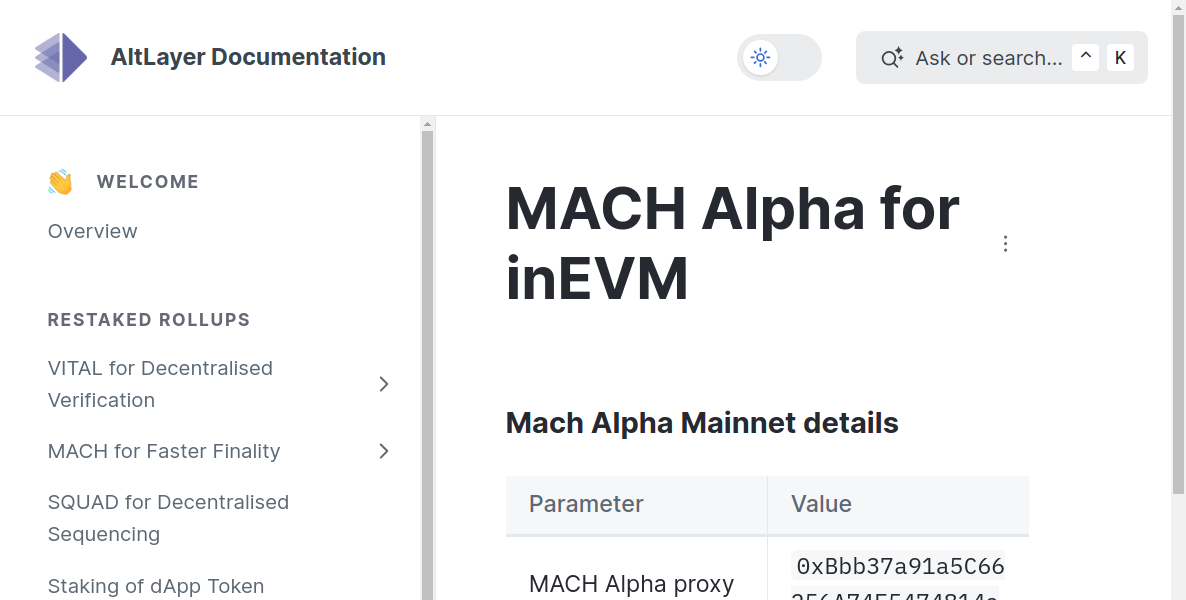 AltLayer Documentation
Ask or search... ^ K
WELCOME
Overview
RESTAKED ROLLUPS
VITAL for Decentralised
Verification
MACH for Faster Finality
SQUAD for Decentralised
Sequencing
Staking of dApp Token
MACH Alpha for
inEVM
Mach Alpha Mainnet details
Parameter Value
MACH Alpha proxy
0xBbb37a91a5C66